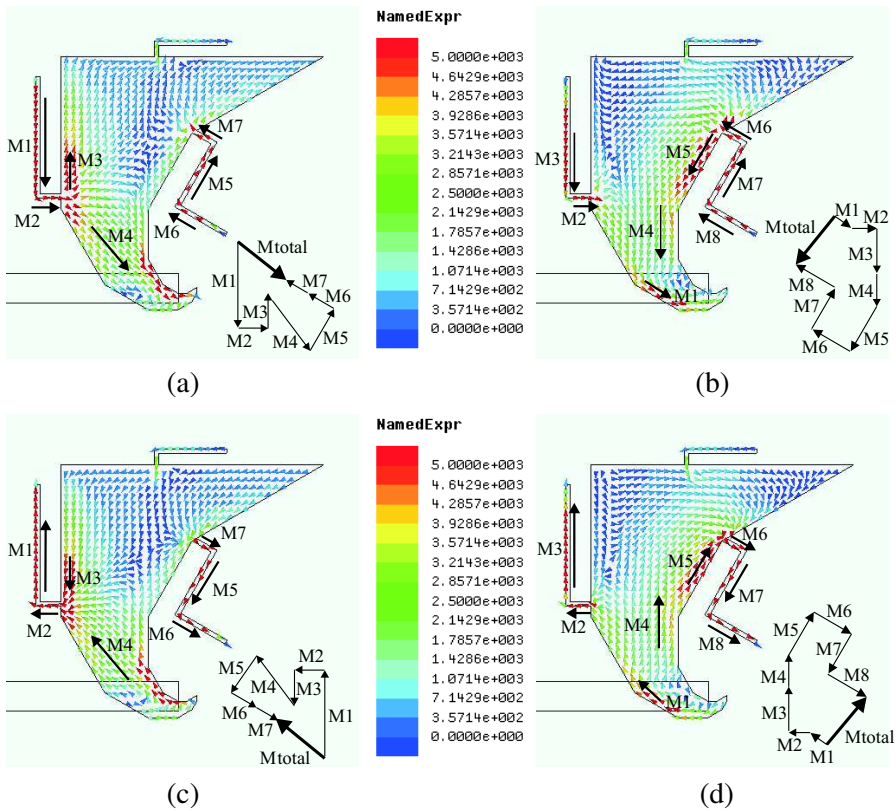 NamedExpr
5.0000e+003
4.6429e+003
4.2857e+003
3.9286e+003
3.5714e+003
3.2143e+003
2.8571e+003
2.5000e+003
2.1429e+003
1.7857e+003
1.4286e+003
1.0714e+003
7.1429e+002
3.5714e+002
0.0000e+000
M1
M2
M3
M4
M5
M6
M7
Mtotal
M1
M2
M3
M4
M5
M6
M7
(a)
M1
M2
M3
M4
M5
M6
M7
M8
Mtotal
M1
M2
M3
M4
M5
M6
M7
M8
(b)
NamedExpr
5.0000e+003
4.6429e+003
4.2857e+003
3.9286e+003
3.5714e+003
3.2143e+003
2.8571e+003
2.5000e+003
2.1429e+003
1.7857e+003
1.4286e+003
1.0714e+003
7.1429e+002
3.5714e+002
0.0000e+000
M1
M2
M3
M4
M5
M6
M7
M1
M2
M3
M4
M5
M6
M7
Mtotal
(c)
M1
M2
M3
M4
M5
M6
M7
M8
M1
M2
M3
M4
M5
M6
M7
M8
Mtotal
(d)